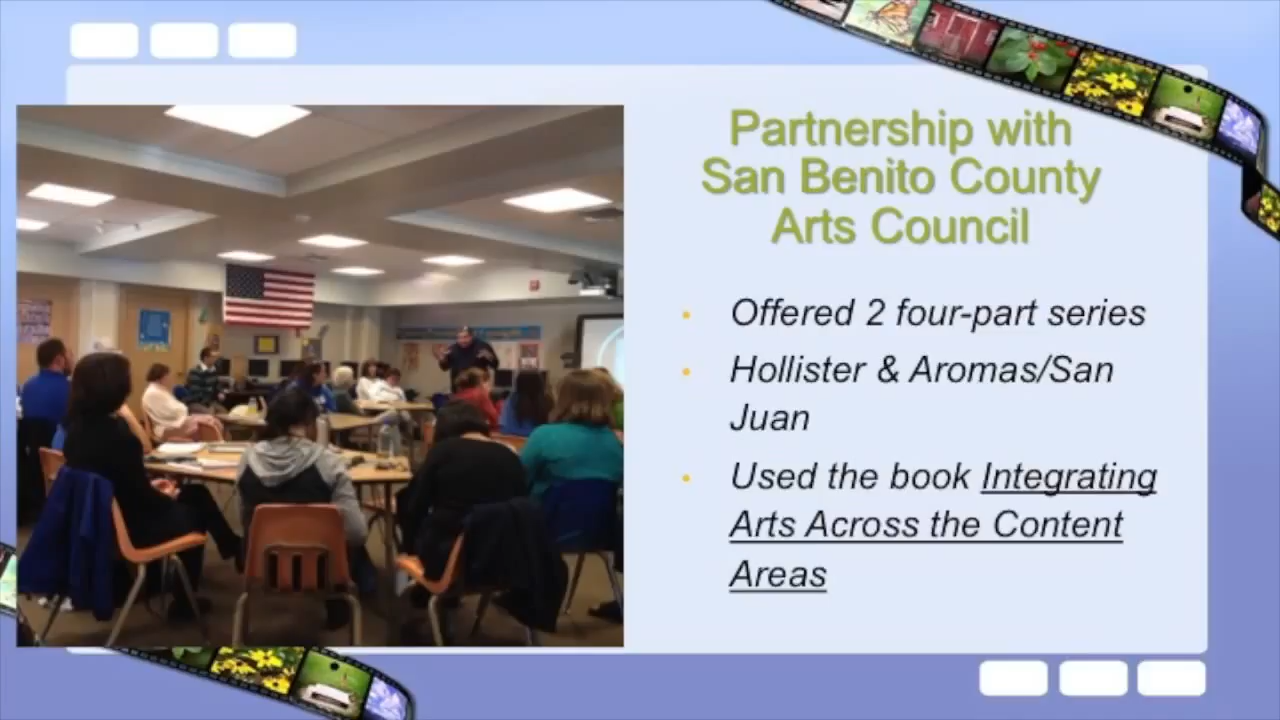 Partnership with
San Benito County
Arts Council
• Offered 2 four-part series
• Hollister & Aromas/San
Juan
• Used the book Integrating
Arts Across the Content
Areas